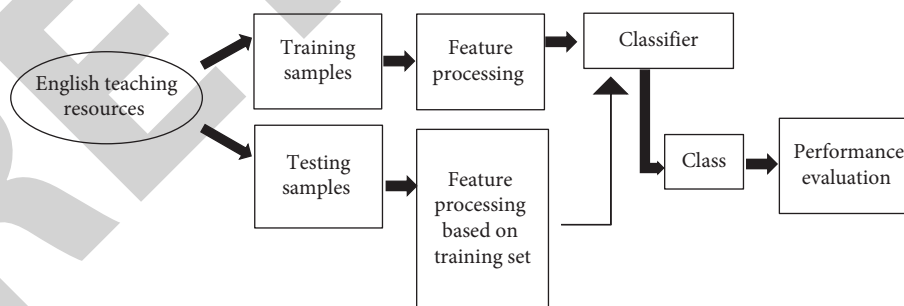 English teaching
resources
Training
samples
Feature
processing
Classifier
Testing
samples
Feature
processing
based on
training set
Class
Performance
evaluation